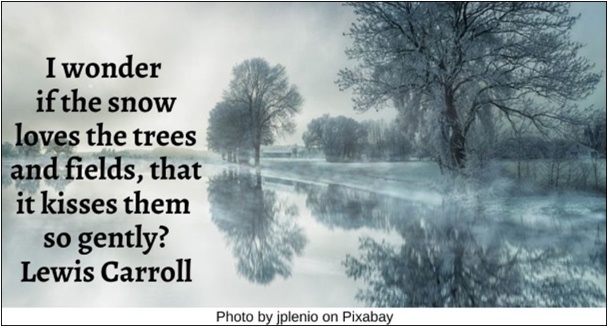 I wonder
if the snow
loves the trees
and fields, that
it kisses them
so gently?
Lewis Carroll
Photo by jplenio on Pixabay